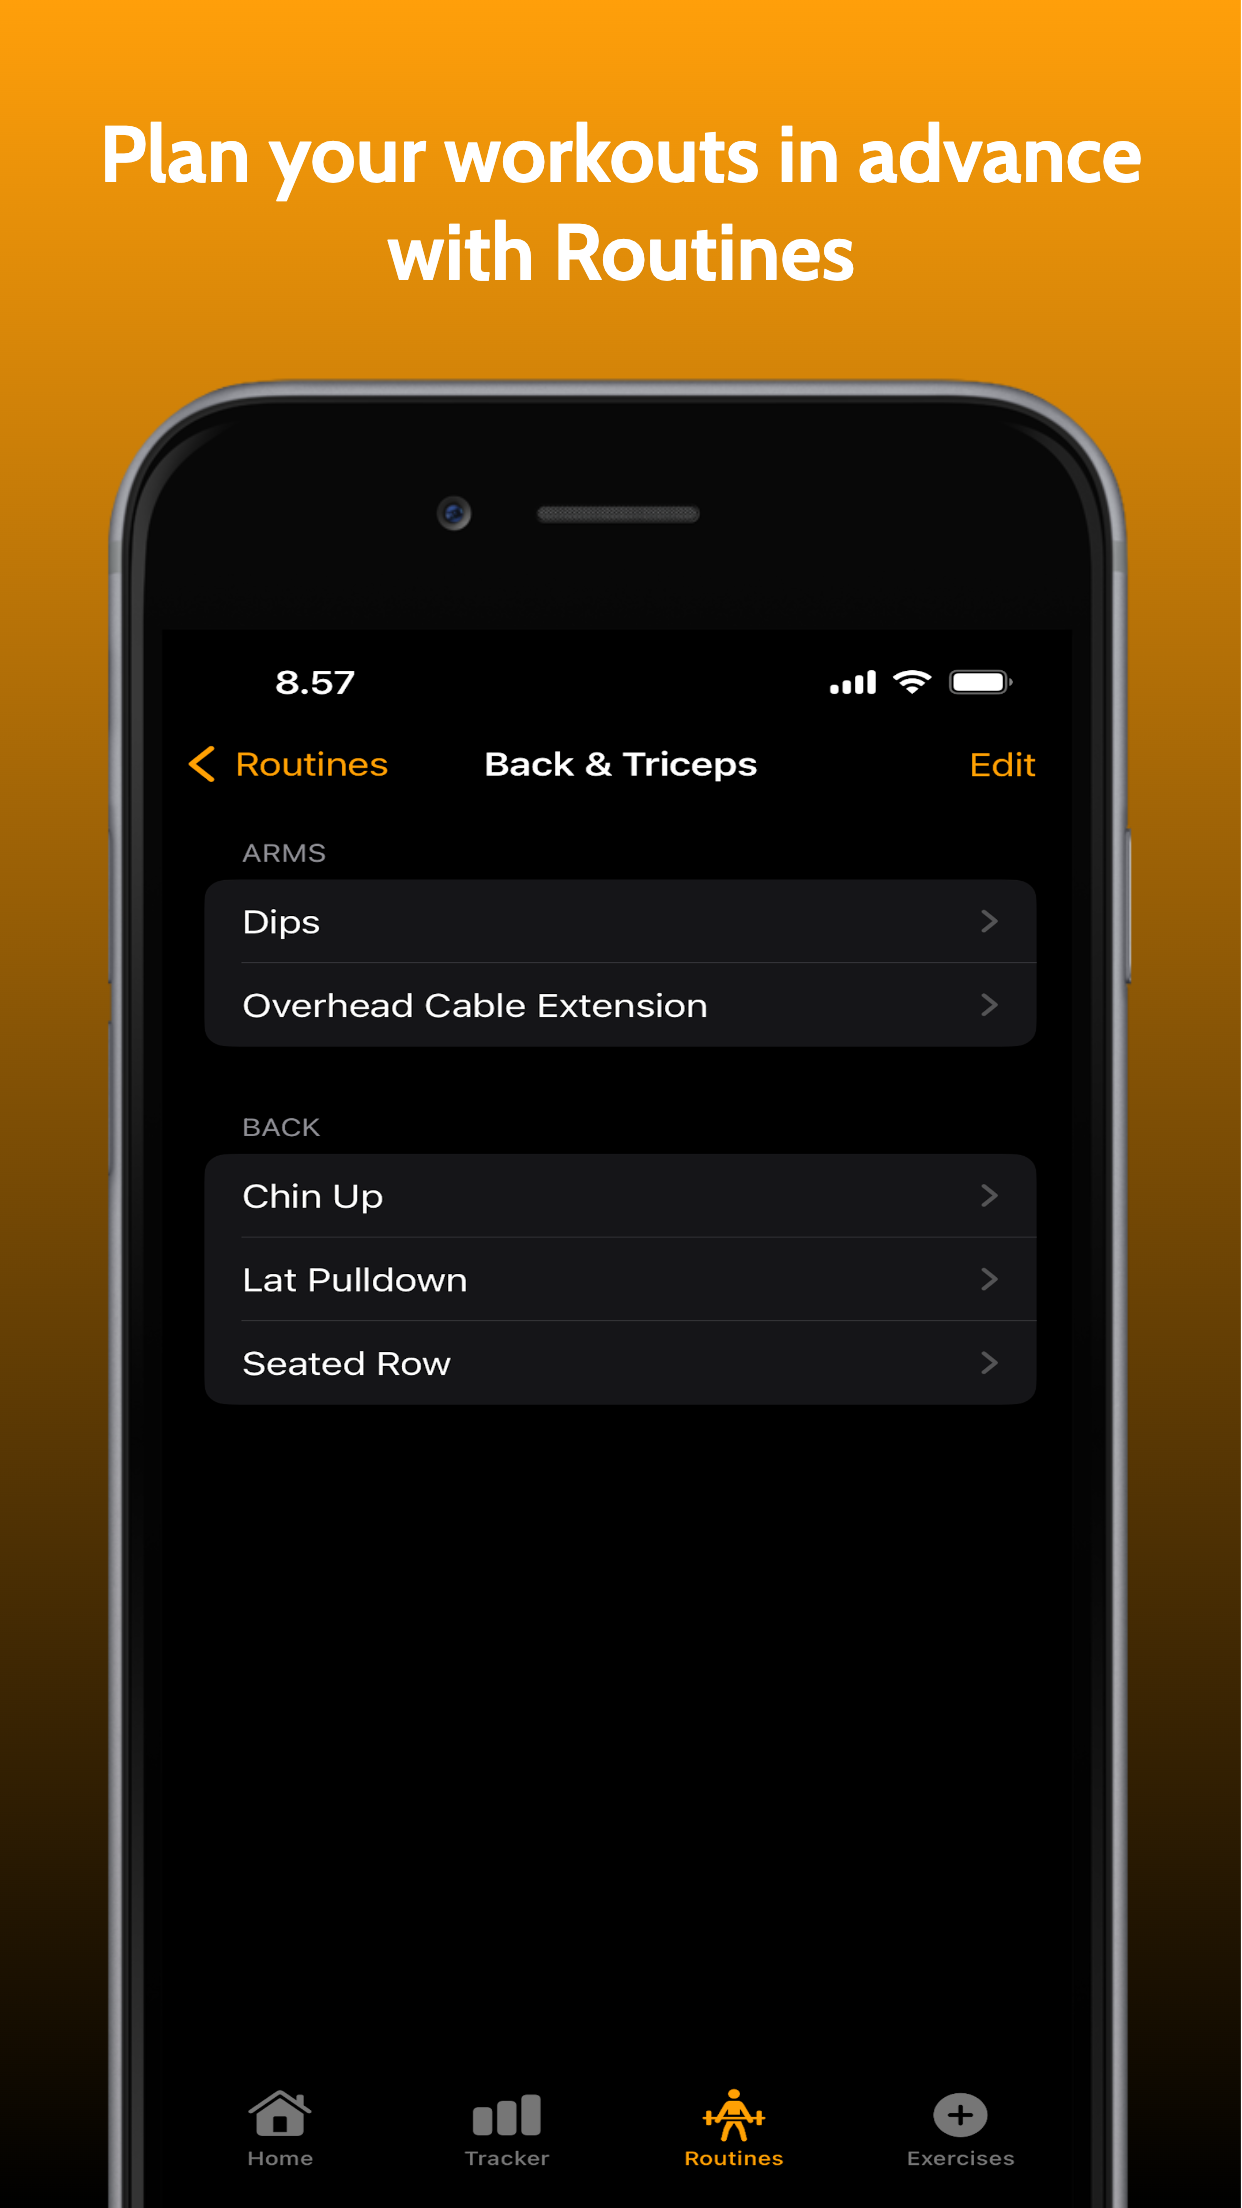 Plan your workouts in advance
with Routines
8.57
Routines
Back & Triceps
Edit
ARMS
Dips
Overhead Cable Extension
BACK
Chin Up
Lat Pulldown
Seated Row
Home
Tracker
Routines
Exercises